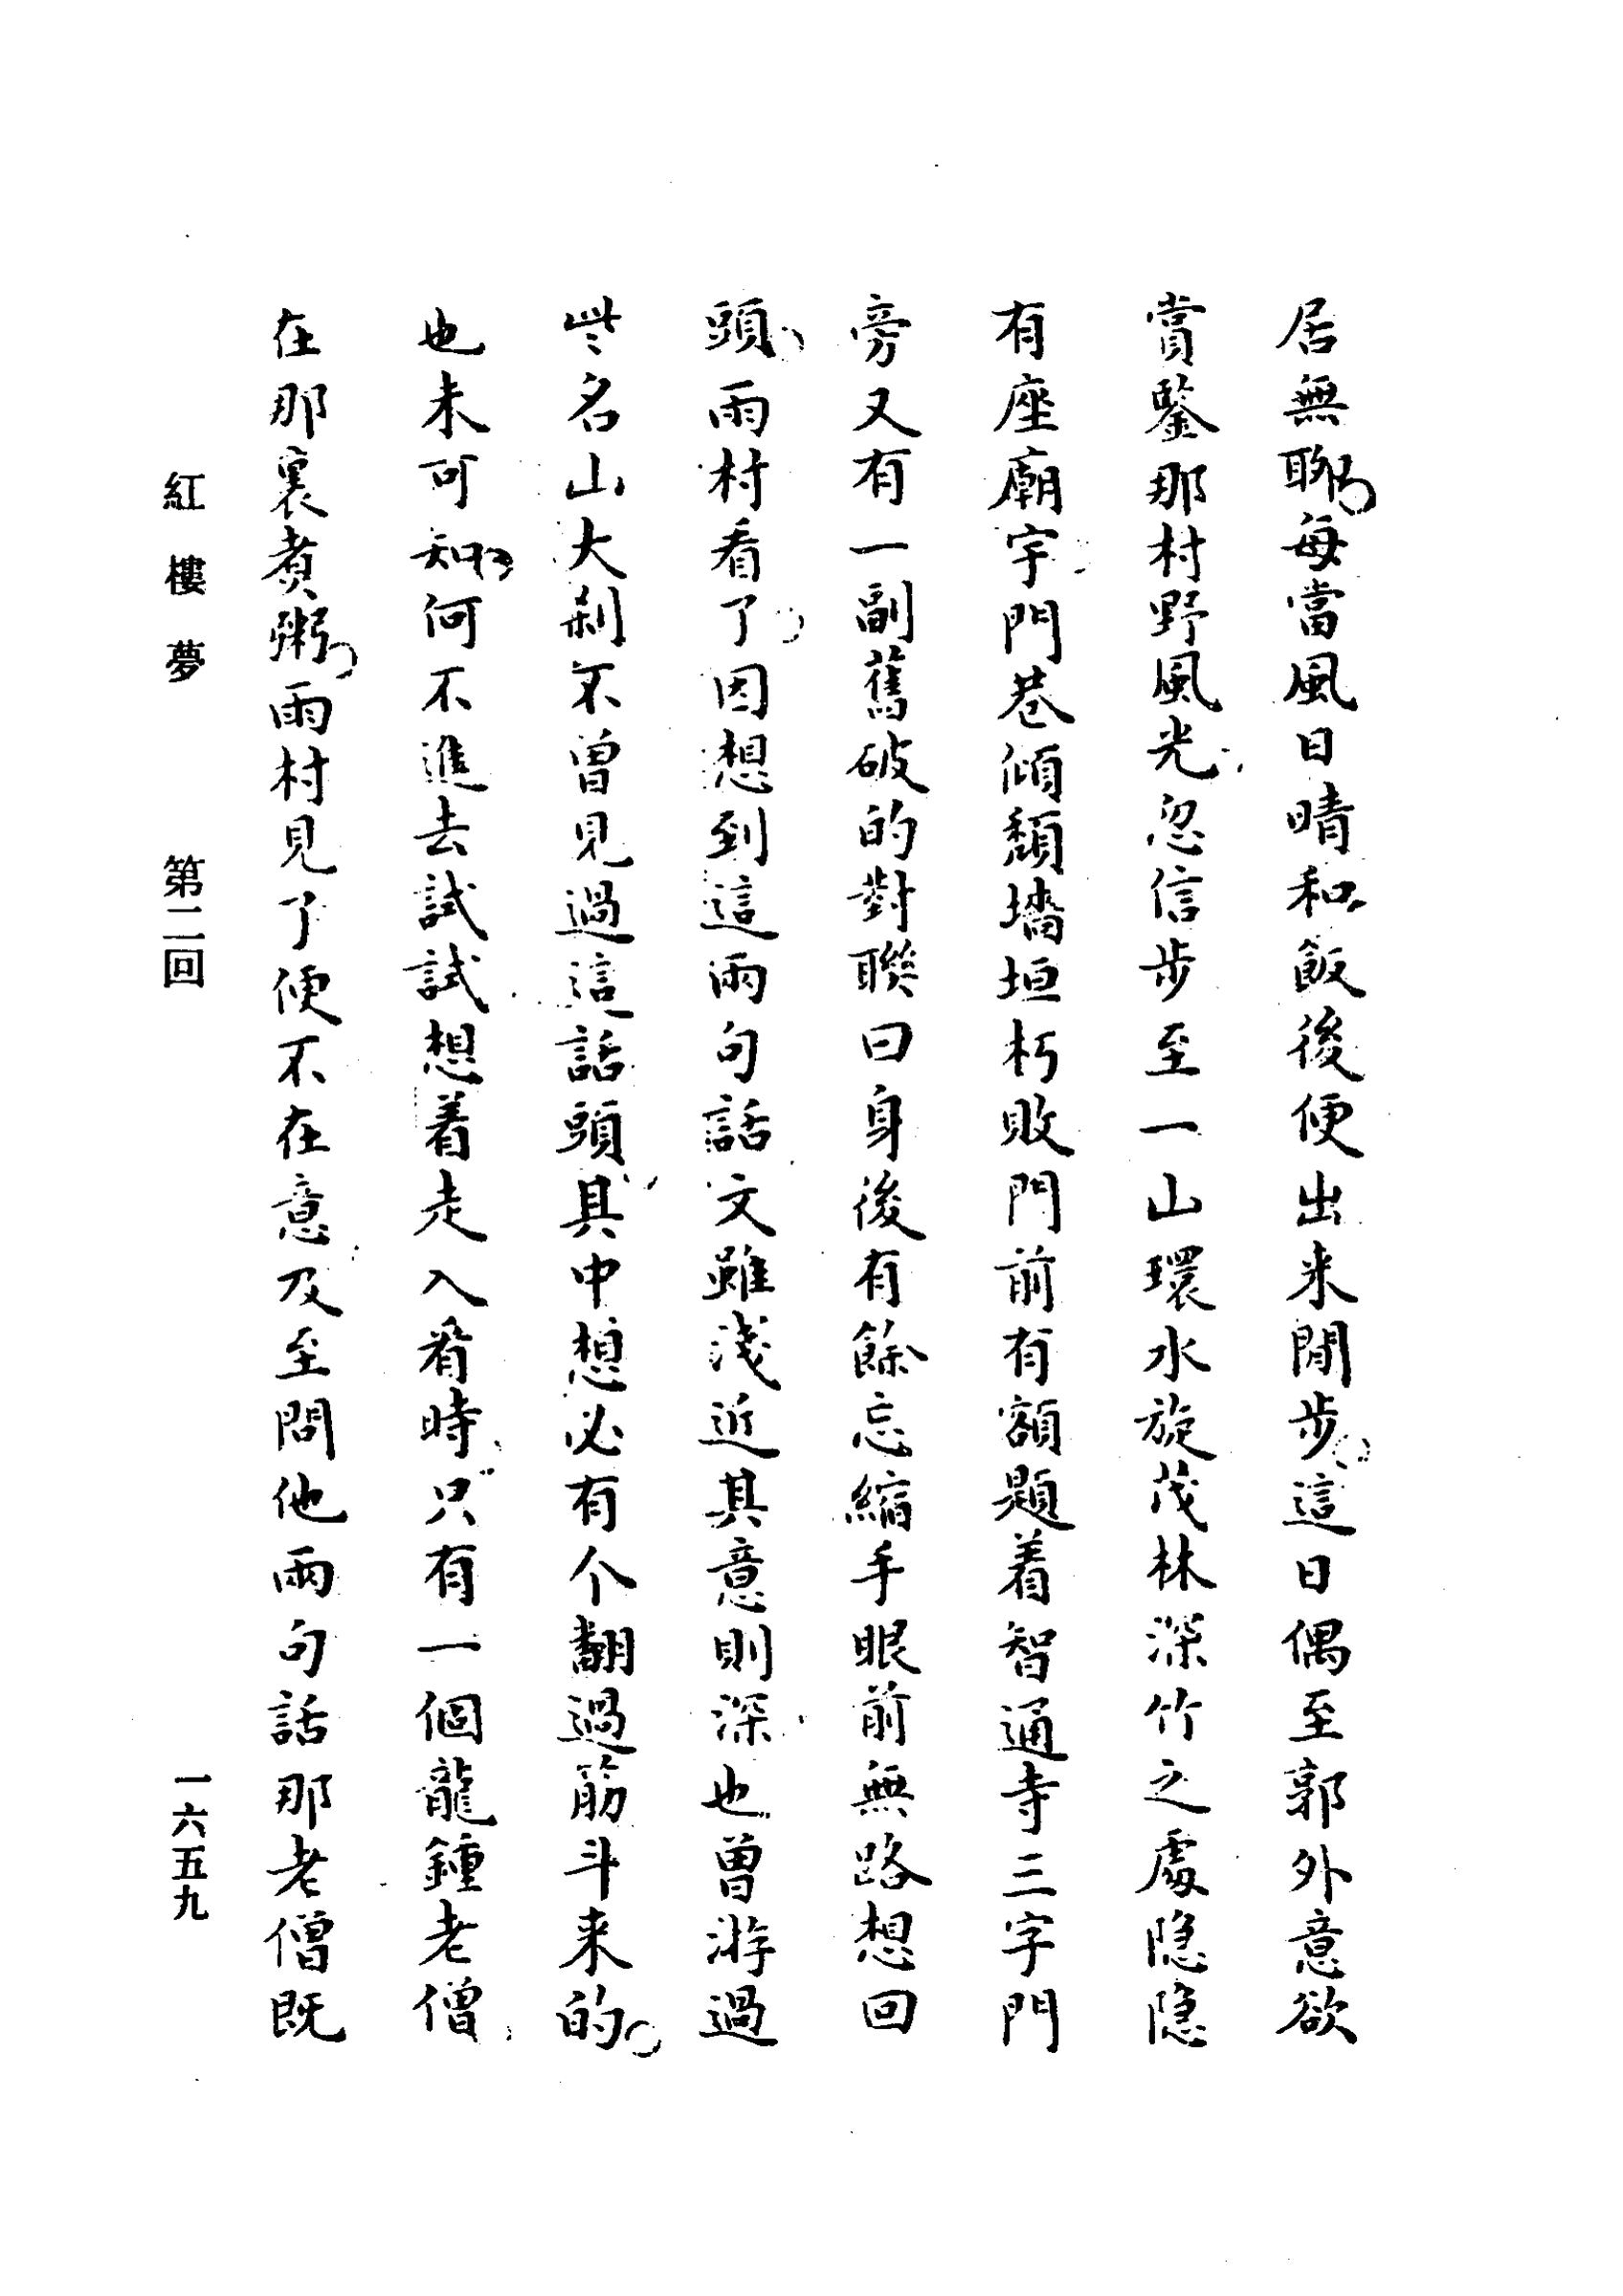 居無聊每當風日晴和飯後便出来閒步這日偶至郭外意欲
賞鑒那村野風光忽信步至一山環水旋茂林深竹之處隐隐
有座廟宇門巷傾頹墻垣朽敗門前有額題着智通寺三字門
旁又有一副舊破的對聯曰身後有餘忘縮手眼前無路想回
頭雨村看了因想到這兩句話文雖淺近其意則深也曾游過
些名山大刹不曾見過這話頭其中想必有个翻過筋斗来的
也未可知何不進去試試想着走入看時只有一個龍鍾老僧
在那裏煮粥雨村見了便不在意及至問他兩句話那老僧既
紅樓夢 第二回 一六五九